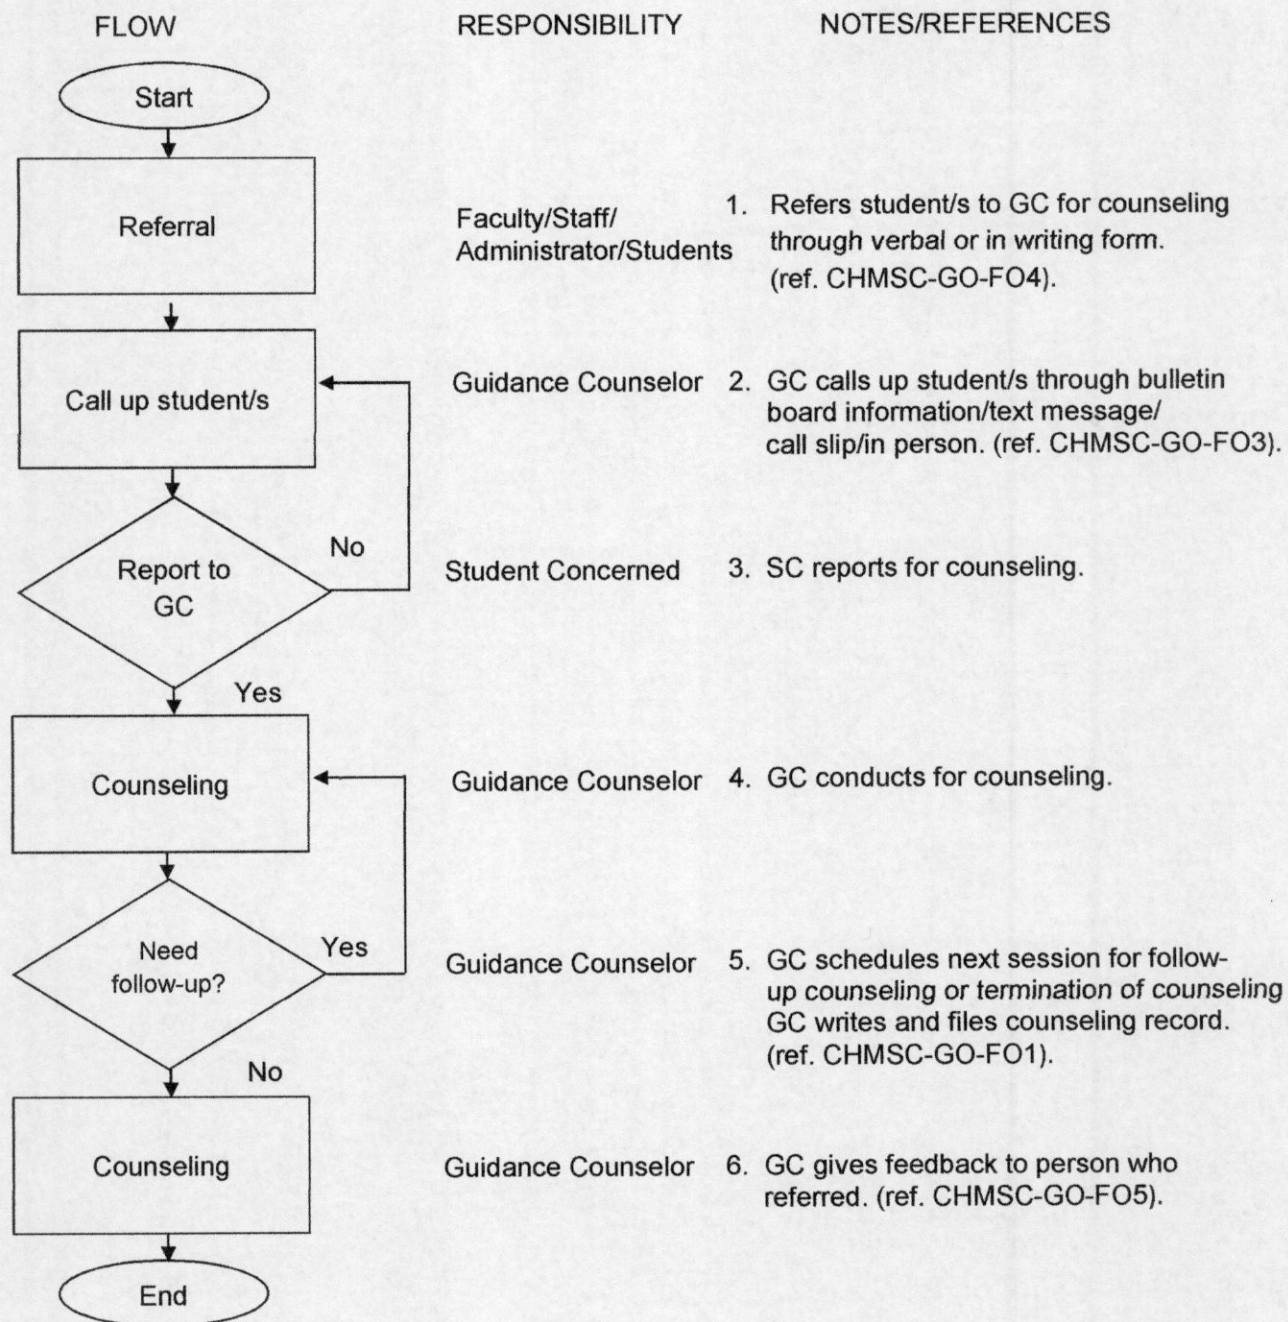 FLOW RESPONSIBILITY NOTES/REFERENCES
Start
Referral
Faculty/Staff/
Administrator/Students
1. Refers student/s to GC for counseling
through verbal or in writing form.
(ref. CHMSC-GO-FO4).
Call up student/s
Guidance Counselor
2. GC calls up student/s through bulletin
board information/text message/
call slip/in person. (ref. CHMSC-GO-FO3).
Report to
GC
No
Yes
Student Concerned
3. SC reports for counseling.
Counseling
Guidance Counselor
4. GC conducts for counseling.
Need
follow-up?
Yes
No
Guidance Counselor
5. GC schedules next session for follow-
up counseling or termination of counseling
GC writes and files counseling record.
(ref. CHMSC-GO-FO1).
Counseling
Guidance Counselor
6. GC gives feedback to person who
referred. (ref. CHMSC-GO-FO5).
End